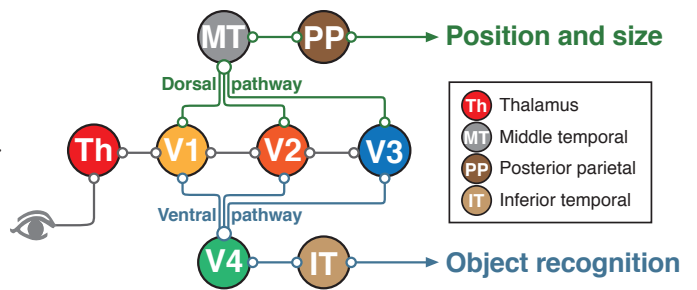 MT PP Position and size
Dorsal pathway
Th V1 V2 V3
Ventral pathway
V4 IT Object recognition
Th Thalamus
MT Middle temporal
PP Posterior parietal
IT Inferior temporal